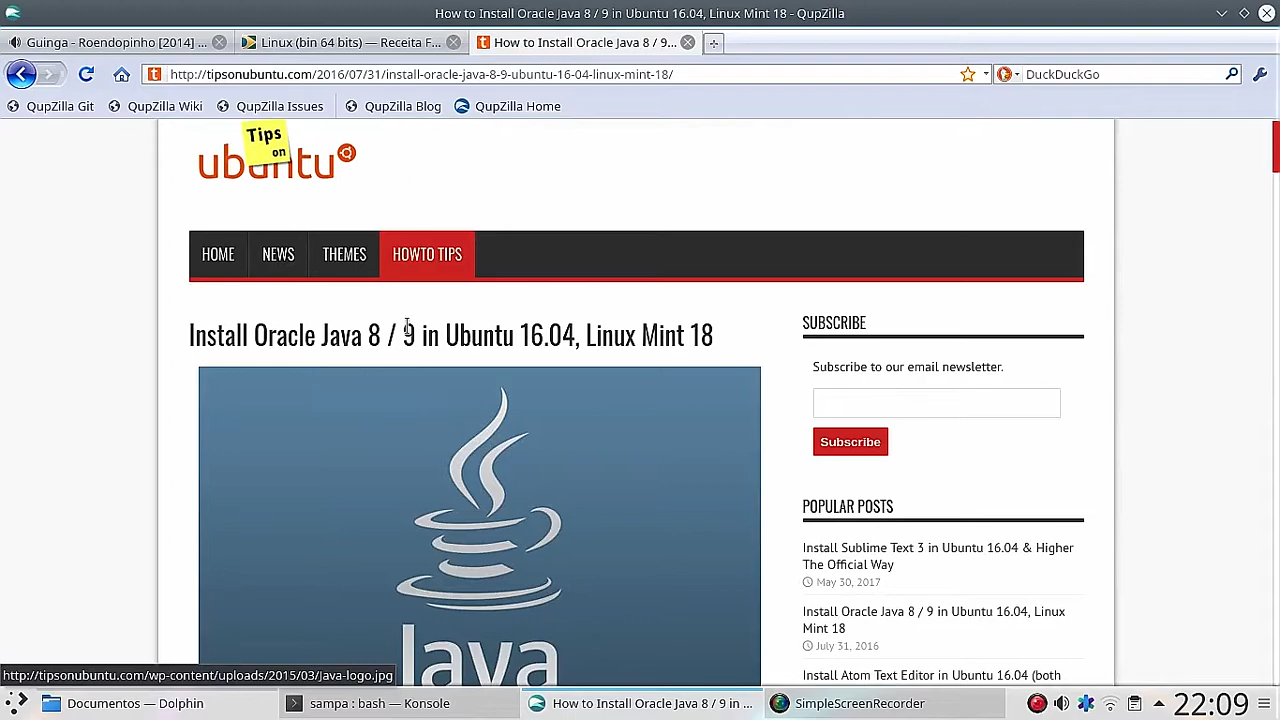 How to Install Oracle Java 8 / 9 in Ubuntu 16.04, Linux Mint 18 - QupZilla
Guinga - Roendopinho [2014] ...
Linux (bin 64 bits) — Receita F...
How to Install Oracle Java 8 / 9...
http://tipsonubuntu.com/2016/07/31/install-oracle-java-8-9-ubuntu-16-04-linux-mint-18/
DuckDuckGo
QupZilla Git
QupZilla Wiki
QupZilla Issues
QupZilla Blog
QupZilla Home
Tips
on
ubuntu
HOME
NEWS
THEMES
HOWTO TIPS
Install Oracle Java 8 / 9 in Ubuntu 16.04, Linux Mint 18
Java
SUBSCRIBE
Subscribe to our email newsletter.
Subscribe
POPULAR POSTS
Install Sublime Text 3 in Ubuntu 16.04 & Higher
The Official Way
May 30, 2017
Install Oracle Java 8 / 9 in Ubuntu 16.04, Linux
Mint 18
July 31, 2016
Install Atom Text Editor in Ubuntu 16.04 (both
http://tipsonubuntu.com/wp-content/uploads/2015/03/Java-logo.jpg
Documentos — Dolphin
sampa : bash — Konsole
How to Install Oracle Java 8 / 9 in ...
SimpleScreenRecorder
22:09